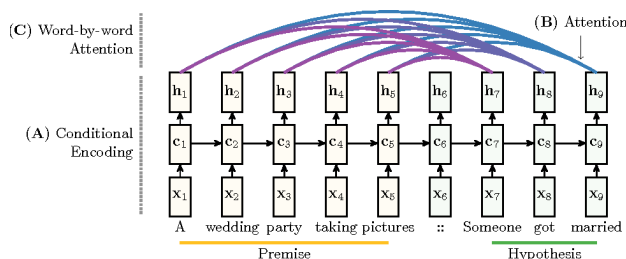 (C) Word-by-word
Attention
(B) Attention
h1 h2 h3 h4 h5 h6 h7 h8 h9
(A) Conditional
Encoding
c1 c2 c3 c4 c5 c6 c7 c8 c9
x1 x2 x3 x4 x5 x6 x7 x8 x9
A wedding party taking pictures :: Someone got married
Premise Hypothesis